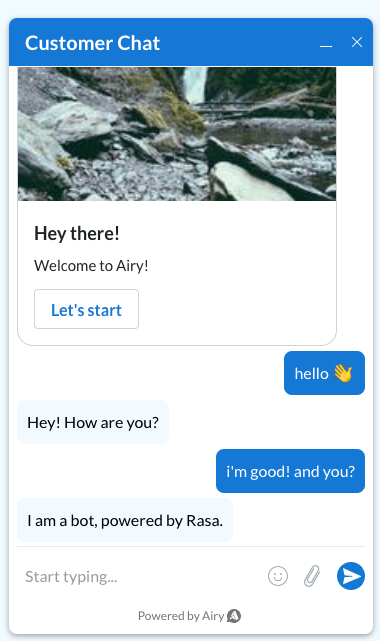 Customer Chat
Hey there!
Welcome to Airy!
Let's start
hello 👋
Hey! How are you?
i'm good! and you?
I am a bot, powered by Rasa.
Start typing...
Powered by Airy